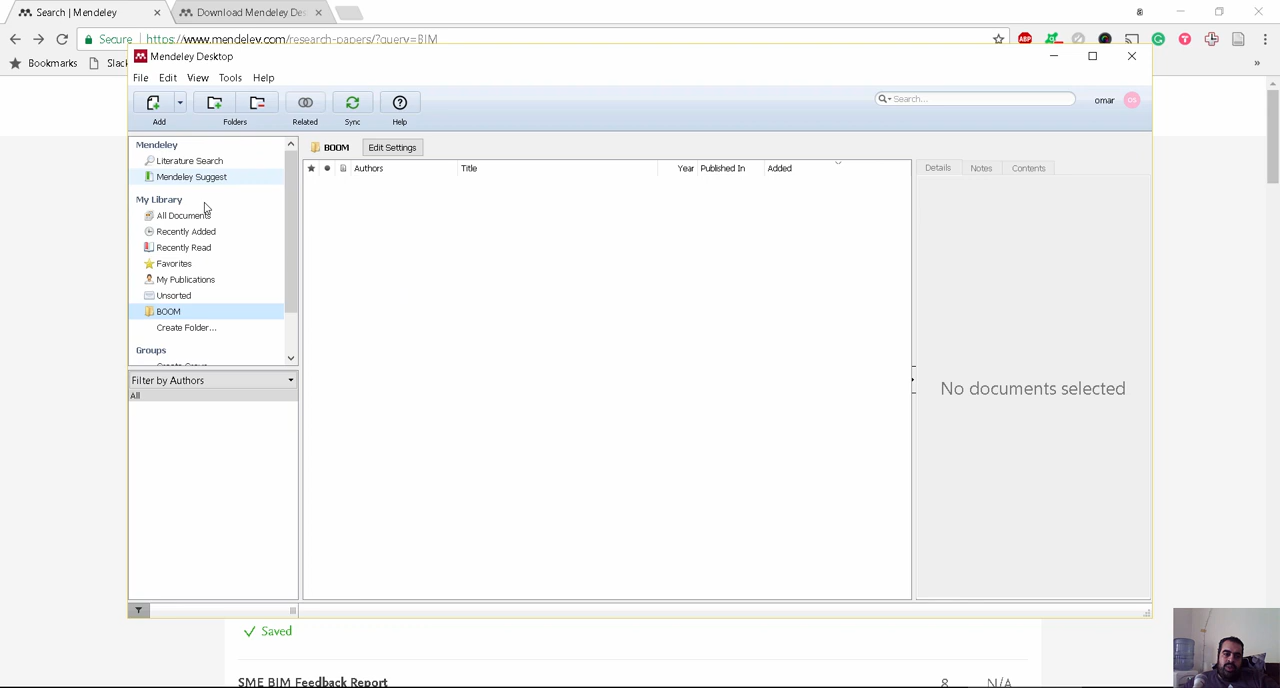 Search | Mendeley
Download Mendeley Des
Secure https://www.mendeley.com/research-papers/?query=BIM
Bookmarks Slac
Mendeley Desktop
File Edit View Tools Help
Add Folders Related Sync Help
Search...
omar OS
Mendeley
Literature Search
Mendeley Suggest
My Library
All Documents
Recently Added
Recently Read
Favorites
My Publications
Unsorted
BOOM
Create Folder...
Groups
Filter by Authors
All
BOOM Edit Settings
Authors Title Year Published In Added
Details Notes Contents
No documents selected
Saved
SME BIM Feedback Report 8 N/A